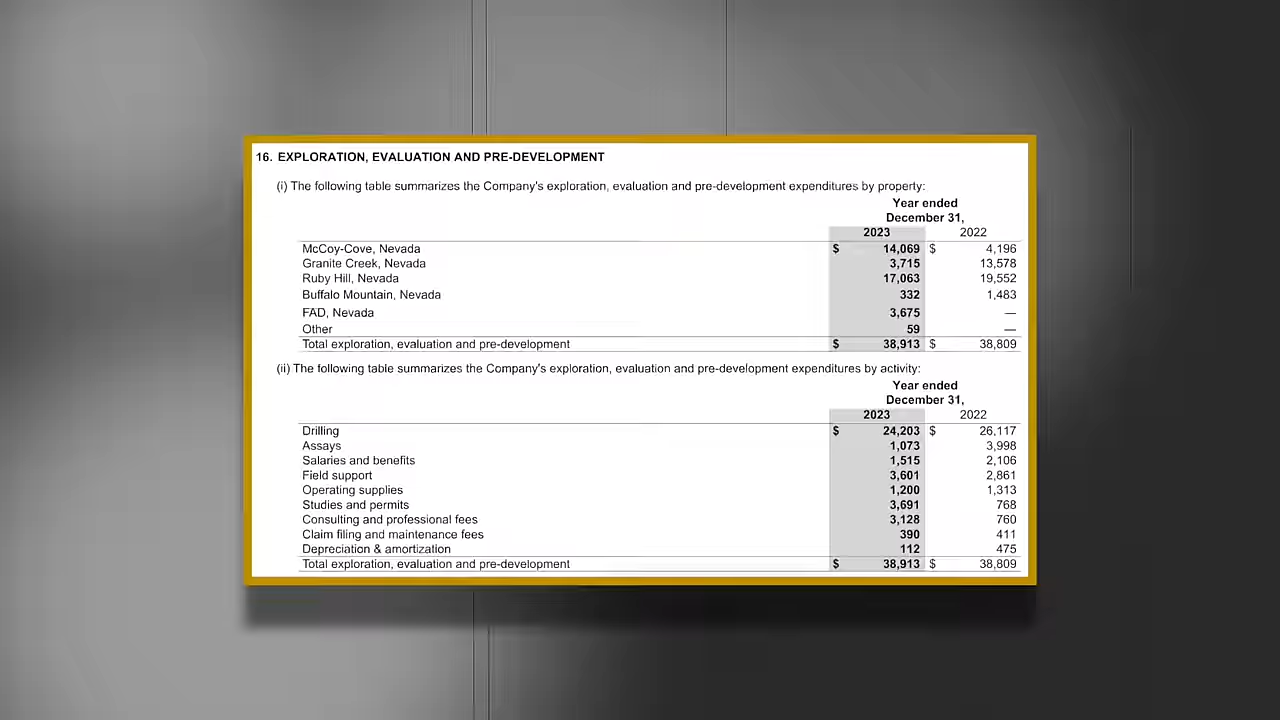 16. EXPLORATION, EVALUATION AND PRE-DEVELOPMENT
(i) The following table summarizes the Company's exploration, evaluation and pre-development expenditures by property:
Year ended
December 31,
2023 2022
McCoy-Cove, Nevada $ 14,069 $ 4,196
Granite Creek, Nevada 3,715 13,578
Ruby Hill, Nevada 17,063 19,552
Buffalo Mountain, Nevada 332 1,483
FAD, Nevada 3,675 —
Other 59 —
Total exploration, evaluation and pre-development $ 38,913 $ 38,809
(ii) The following table summarizes the Company's exploration, evaluation and pre-development expenditures by activity:
Year ended
December 31,
2023 2022
Drilling $ 24,203 $ 26,117
Assays 1,073 3,998
Salaries and benefits 1,515 2,106
Field support 3,601 2,861
Operating supplies 1,200 1,313
Studies and permits 3,691 768
Consulting and professional fees 3,128 760
Claim filing and maintenance fees 390 411
Depreciation & amortization 112 475
Total exploration, evaluation and pre-development $ 38,913 $ 38,809